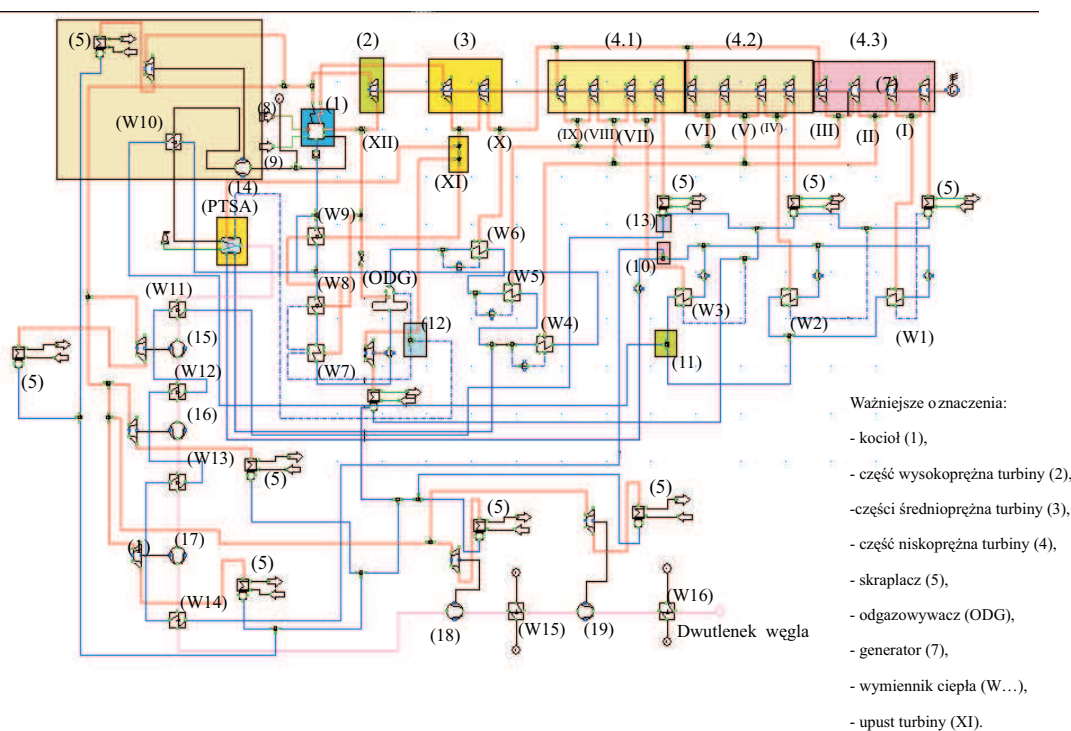 (5) (2) (3) (4.1) (4.2) (4.3)
(7)
(8) (1)
(W10) (XII) (X) (IX) (VIII) (VII) (VI) (V) (IV) (III) (II) (I)
(9)
(14) (XI)
(PTSA) (5) (5) (5)
(W9) (W6) (13)
(10)
(W8) (ODG) (W5)
(W11) (W3) (W2) (W1)
(15) (12) (W4)
(5) (W7) (11)
(W12)
(16)
(W13)
(5) (5) (5)
(17)
(5)
(W14) (W16)
(18) (W15) (19) Dwutlenek węgla
Ważniejsze oznaczenia:
- kocioł (1),
- część wysokoprężna turbiny (2),
-części średnioprężna turbiny (3),
- część niskoprężna turbiny (4),
- skraplacz (5),
- odgazowywacz (ODG),
- generator (7),
- wymiennik ciepła (W…),
- upust turbiny (XI).